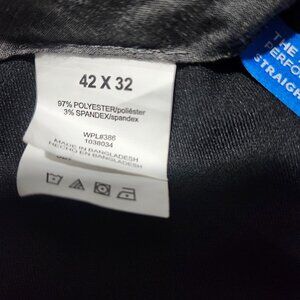 42 X 32
97% POLYESTER/poliéster
3% SPANDEX/spandex
WPL#386
1038034
MADE IN BANGLADESH
HECHO EN BANGLADESH
THE
STRAIGH